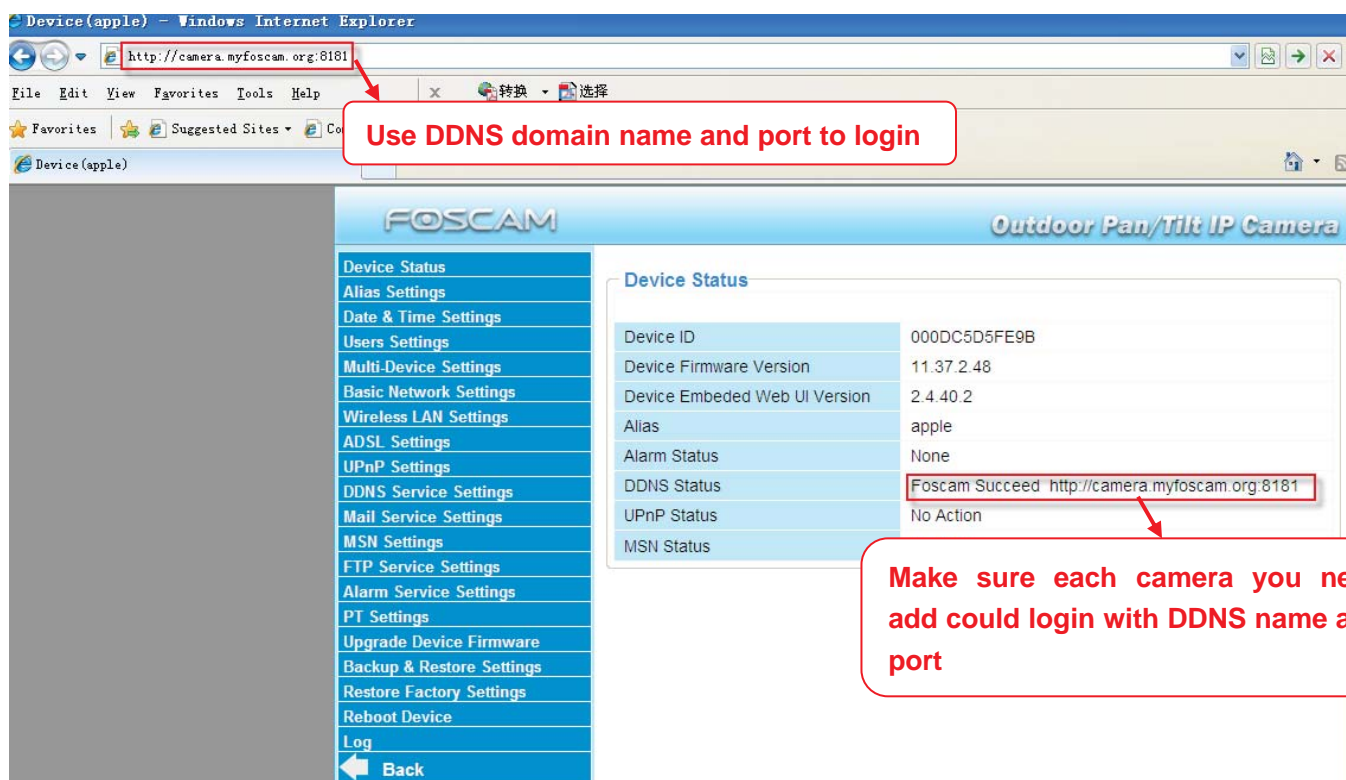 Device(apple) - Windows Internet Explorer
http://camera.myfoscam.org:8181
File Edit View Favorites Tools Help x 转换 选择
Favorites Suggested Sites
Use DDNS domain name and port to login
Device(apple)
FOSCAM
Outdoor Pan/Tilt IP Camera
Device Status
Alias Settings
Date & Time Settings
Users Settings
Multi-Device Settings
Basic Network Settings
Wireless LAN Settings
ADSL Settings
UPnP Settings
DDNS Service Settings
Mail Service Settings
MSN Settings
FTP Service Settings
Alarm Service Settings
PT Settings
Upgrade Device Firmware
Backup & Restore Settings
Restore Factory Settings
Reboot Device
Log
Back
Device Status
Device ID 000DC5D5FE9B
Device Firmware Version 11.37.2.48
Device Embeded Web UI Version 2.4.40.2
Alias apple
Alarm Status None
DDNS Status Foscam Succeed http://camera.myfoscam.org:8181
UPnP Status No Action
MSN Status
Make sure each camera you ne
add could login with DDNS name a
port